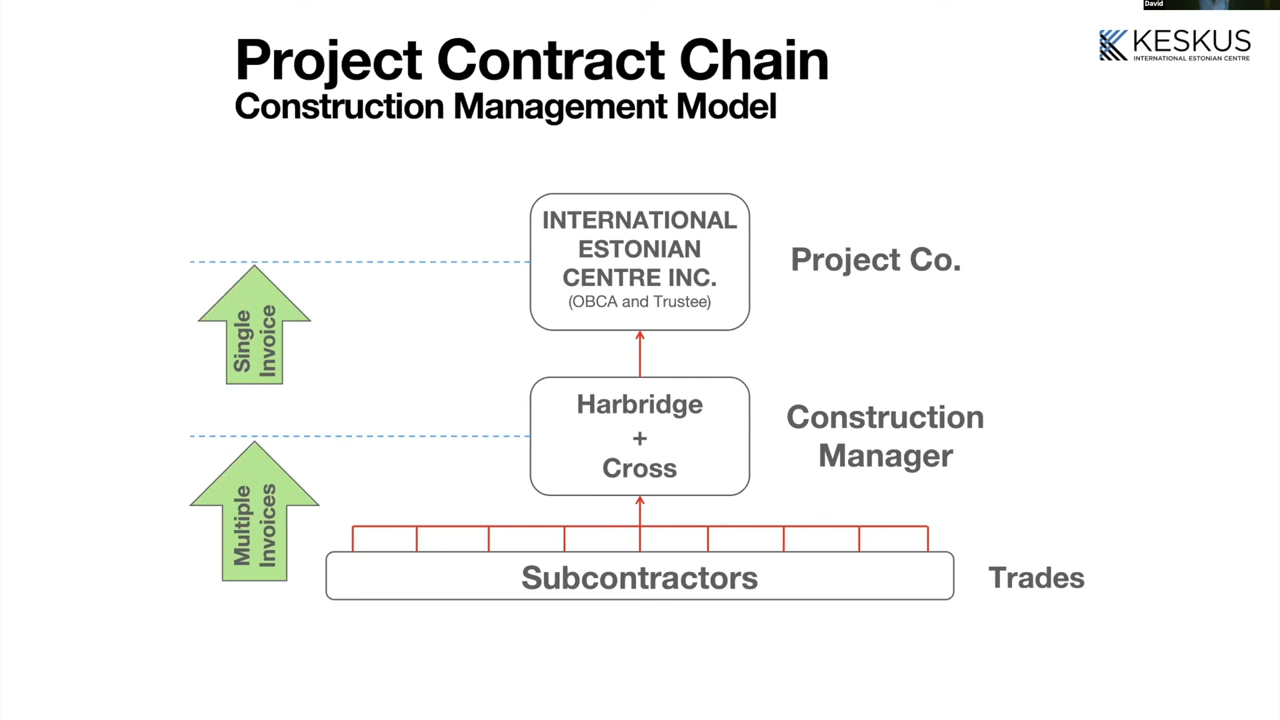 David
KESKUS
INTERNATIONAL ESTONIAN CENTRE
Project Contract Chain
Construction Management Model
INTERNATIONAL
ESTONIAN
CENTRE INC.
(OBCA and Trustee)
Project Co.
Single
Invoice
Harbridge
+
Cross
Construction
Manager
Multiple
Invoices
Subcontractors
Trades